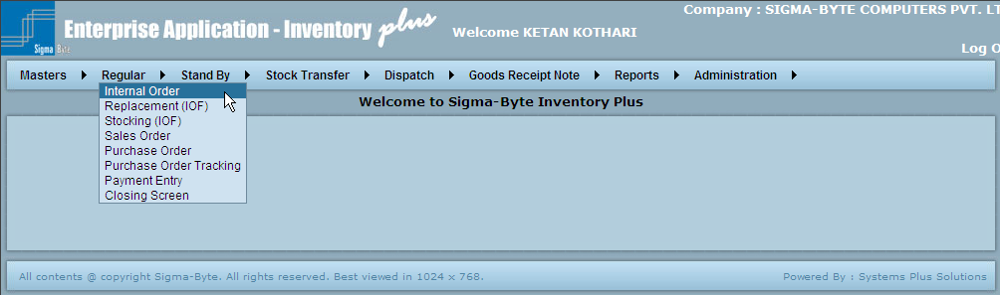 Company : SIGMA-BYTE COMPUTERS PVT. LT
Enterprise Application - Inventory plus
Welcome KETAN KOTHARI
Sigma Byte
Log O
Masters Regular Stand By Stock Transfer Dispatch Goods Receipt Note Reports Administration
Internal Order
Welcome to Sigma-Byte Inventory Plus
Replacement (IOF)
Stocking (IOF)
Sales Order
Purchase Order
Purchase Order Tracking
Payment Entry
Closing Screen
All contents @ copyright Sigma-Byte. All rights reserved. Best viewed in 1024 x 768.
Powered By : Systems Plus Solutions